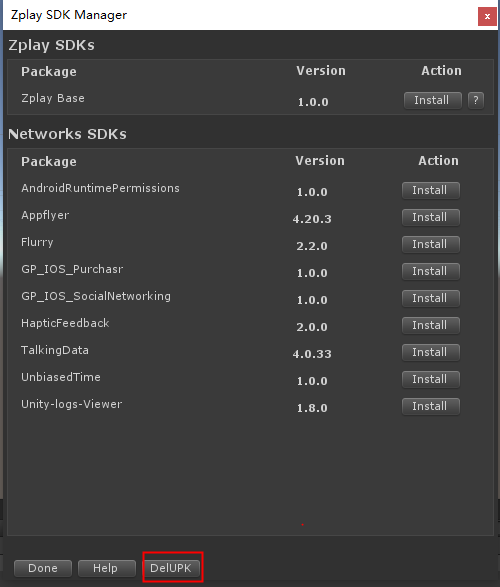 Zplay SDK Manager
x
Zplay SDKs
Package Version Action
Zplay Base 1.0.0 Install ?
Networks SDKs
Package Version Action
AndroidRuntimePermissions 1.0.0 Install
Appflyer 4.20.3 Install
Flurry 2.2.0 Install
GP_IOS_Purchasr 1.0.0 Install
GP_IOS_SocialNetworking 1.0.0 Install
HapticFeedback 2.0.0 Install
TalkingData 4.0.33 Install
UnbiasedTime 1.0.0 Install
Unity-logs-Viewer 1.8.0 Install
Done Help DelUPK